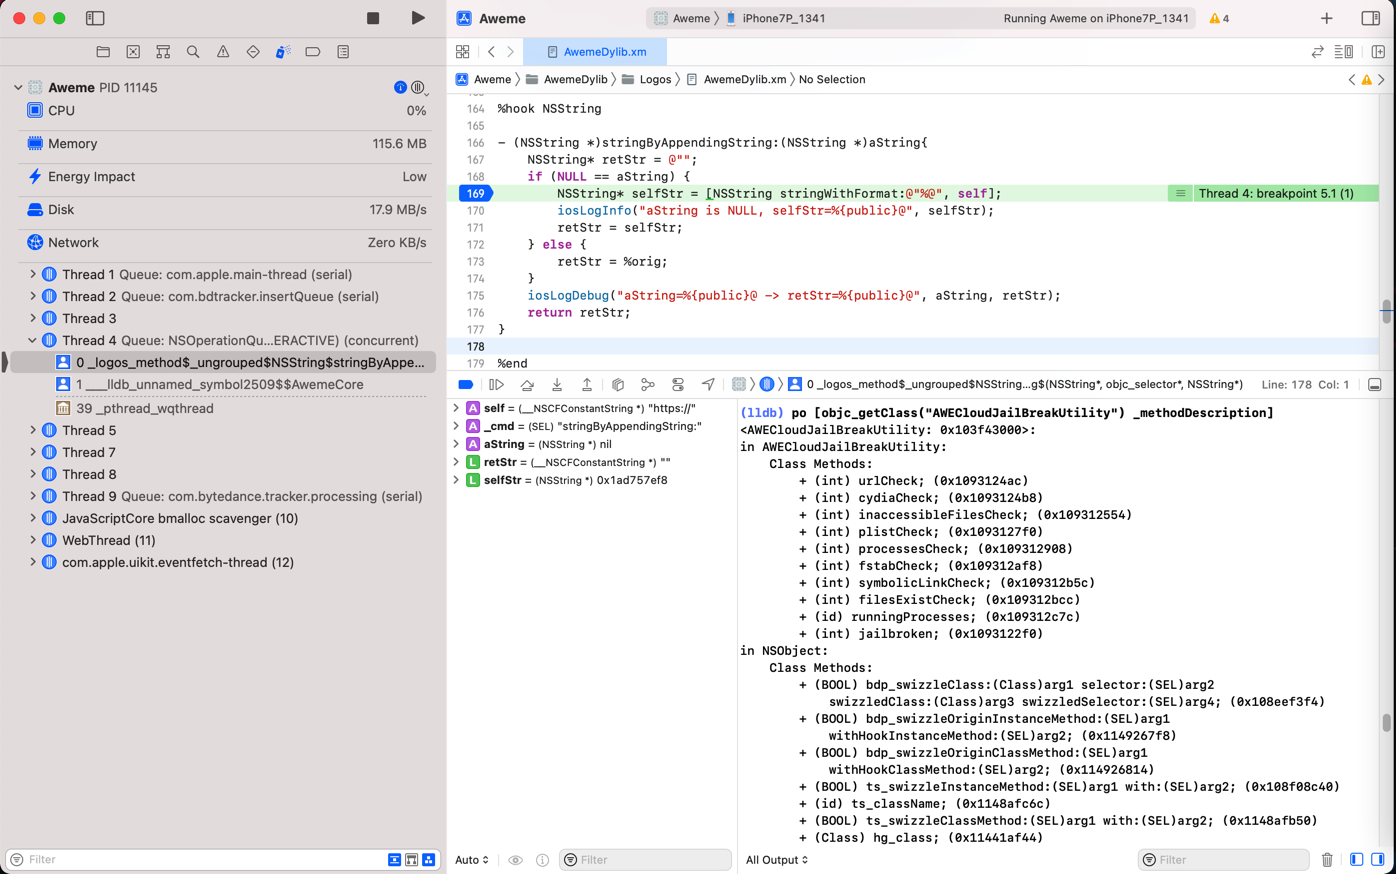 Aweme
Aweme 〉 iPhone7P_1341
Running Aweme on iPhone7P_1341
4
AwemeDylib.xm
Aweme 〉 AwemeDylib 〉 Logos 〉 AwemeDylib.xm 〉 No Selection
Aweme PID 11145
CPU 0%
Memory 115.6 MB
Energy Impact Low
Disk 17.9 MB/s
Network Zero KB/s
Thread 1 Queue: com.apple.main-thread (serial)
Thread 2 Queue: com.bdtracker.insertQueue (serial)
Thread 3
Thread 4 Queue: NSOperationQu...ERACTIVE) (concurrent)
0 _logos_method$_ungrouped$NSString$stringByAppe...
1 ___lldb_unnamed_symbol2509$$AwemeCore
39 _pthread_wqthread
Thread 5
Thread 7
Thread 8
Thread 9 Queue: com.bytedance.tracker.processing (serial)
JavaScriptCore bmalloc scavenger (10)
WebThread (11)
com.apple.uikit.eventfetch-thread (12)
Filter
164 %hook NSString
165
166 - (NSString *)stringByAppendingString:(NSString *)aString{
167 NSString* retStr = @"";
168 if (NULL == aString) {
169 NSString* selfStr = [NSString stringWithFormat:@"%@", self];
Thread 4: breakpoint 5.1 (1)
170 iosLogInfo("aString is NULL, selfStr=%{public}@", selfStr);
171 retStr = selfStr;
172 } else {
173 retStr = %orig;
174 }
175 iosLogDebug("aString=%{public}@ -> retStr=%{public}@", aString, retStr);
176 return retStr;
177 }
178
179 %end
0 _logos_method$_ungrouped$NSString...g$(NSString*, objc_selector*, NSString*)
Line: 178 Col: 1
A self = (__NSCFConstantString *) "https://"
A _cmd = (SEL) "stringByAppendingString:"
A aString = (NSString *) nil
L retStr = (__NSCFConstantString *) ""
L selfStr = (NSString *) 0x1ad757ef8
Auto
Filter
(lldb) po [objc_getClass("AWECloudJailBreakUtility") _methodDescription]
<AWECloudJailBreakUtility: 0x103f43000>:
in AWECloudJailBreakUtility:
Class Methods:
+ (int) urlCheck; (0x1093124ac)
+ (int) cydiaCheck; (0x1093124b8)
+ (int) inaccessibleFilesCheck; (0x109312554)
+ (int) plistCheck; (0x1093127f0)
+ (int) processesCheck; (0x109312908)
+ (int) fstabCheck; (0x109312af8)
+ (int) symbolicLinkCheck; (0x109312b5c)
+ (int) filesExistCheck; (0x109312bcc)
+ (id) runningProcesses; (0x109312c7c)
+ (int) jailbroken; (0x1093122f0)
in NSObject:
Class Methods:
+ (BOOL) bdp_swizzleClass:(Class)arg1 selector:(SEL)arg2
swizzledClass:(Class)arg3 swizzledSelector:(SEL)arg4; (0x108eef3f4)
+ (BOOL) bdp_swizzleOriginInstanceMethod:(SEL)arg1
withHookInstanceMethod:(SEL)arg2; (0x1149267f8)
+ (BOOL) bdp_swizzleOriginClassMethod:(SEL)arg1
withHookClassMethod:(SEL)arg2; (0x114926814)
+ (BOOL) ts_swizzleInstanceMethod:(SEL)arg1 with:(SEL)arg2; (0x108f08c40)
+ (id) ts_className; (0x1148afc6c)
+ (BOOL) ts_swizzleClassMethod:(SEL)arg1 with:(SEL)arg2; (0x1148afb50)
+ (Class) hg_class; (0x11441af44)
All Output
Filter